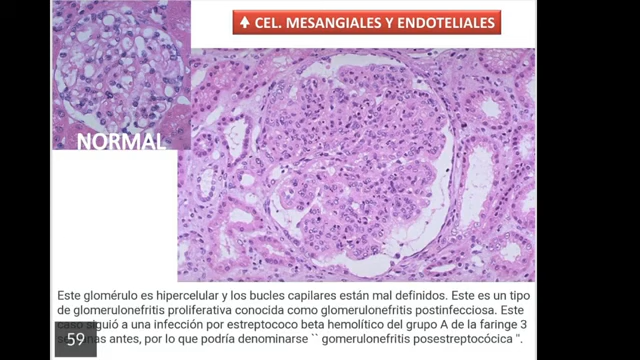 CEL. MESANGIALES Y ENDOTELIALES
NORMAL
Este glomérulo es hipercelular y los bucles capilares están mal definidos. Este es un tipo
de glomerulonefritis proliferativa conocida como glomerulonefritis postinfecciosa. Este
siguió a una infección por estreptococo beta hemolítico del grupo A de la faringe 3
antes, por lo que podría denominarse `` gomerulonefritis posestreptocócica ".
59